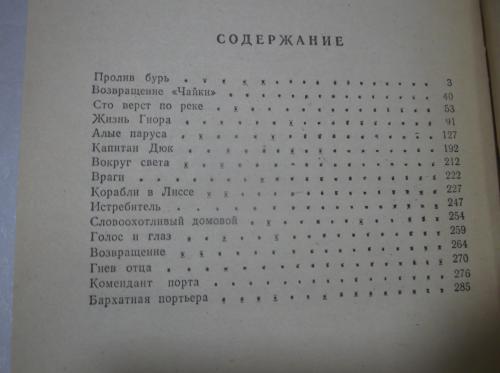 СОДЕРЖАНИЕ
Пролив бурь 3
Возвращение «Чайки» 40
Сто верст по реке 53
Жизнь Гнора 91
Алые паруса 127
Капитан Дюк 192
Вокруг света 212
Враги 222
Корабли в Лиссе 227
Истребитель 247
Словоохотливый домовой 254
Голос и глаз 259
Возвращение 264
Гнев отца 270
Комендант порта 276
Бархатная портьера 285